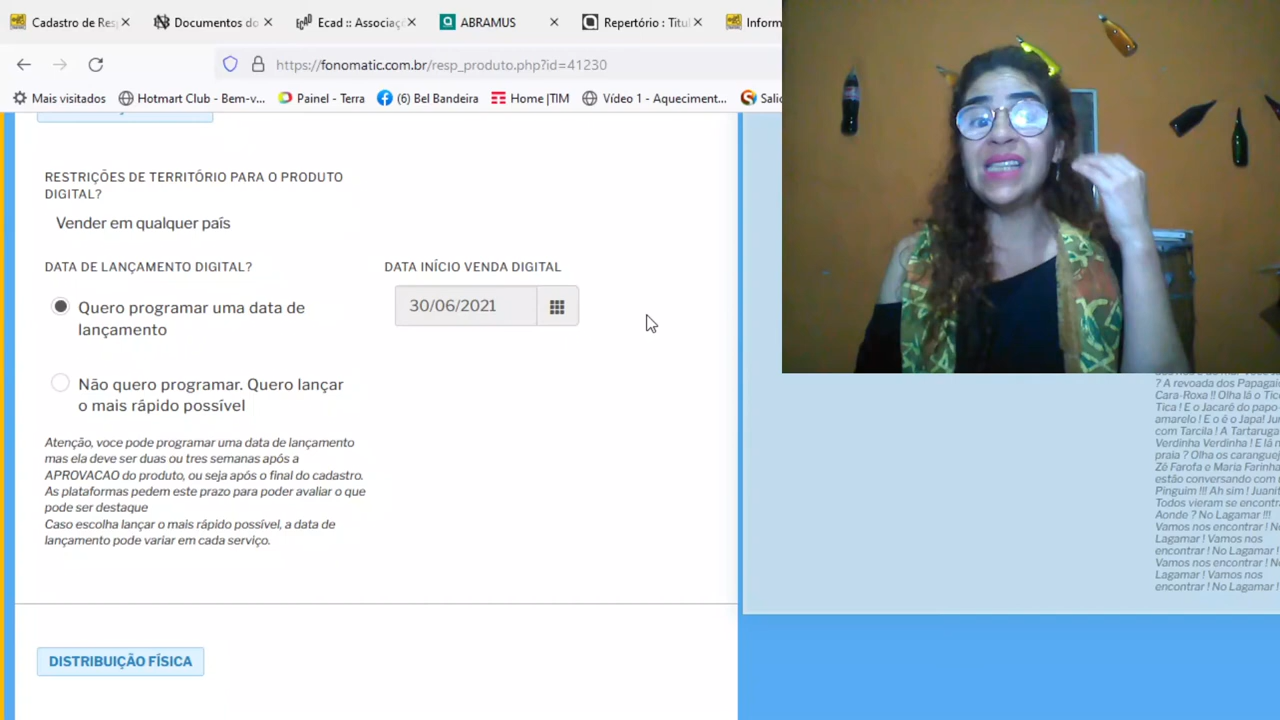 Cadastro de Res
Documentos do
Ecad :: Associaç
ABRAMUS
Repertório : Titul
Inform
https://fonomatic.com.br/resp_produto.php?id=41230
Mais visitados
Hotmart Club - Bem-v...
Painel - Terra
(6) Bel Bandeira
Home |TIM
Vídeo 1 - Aqueciment...
Salic
RESTRIÇÕES DE TERRITÓRIO PARA O PRODUTO
DIGITAL?
Vender em qualquer país
DATA DE LANÇAMENTO DIGITAL?
DATA INÍCIO VENDA DIGITAL
Quero programar uma data de
lançamento
30/06/2021
Não quero programar. Quero lançar
o mais rápido possível
Atenção, voce pode programar uma data de lançamento
mas ela deve ser duas ou tres semanas após a
APROVACAO do produto, ou seja após o final do cadastro.
As plataformas pedem este prazo para poder avaliar o que
pode ser destaque
Caso escolha lançar o mais rápido possível, a data de
lançamento pode variar em cada serviço.
DISTRIBUIÇÃO FÍSICA
? A revoada dos Papagai
Cara-Roxa !! Olha lá o Tico
Tica ! E o Jacaré do papo
amarelo ! E o é o Japa! Ju
com Tarcila ! A Tartaruga
Verdinha Verdinha ! E lá n
praia ? Olha os carangue
Zé Farofa e Maria Farinha
estão conversando com
Pinguim !!! Ah sim ! Juanit
Todos vieram se encontr
Aonde ? No Lagamar !!!
Vamos nos encontrar ! No
Lagamar ! Vamos nos
encontrar ! No Lagamar !
Vamos nos encontrar ! No
Lagamar ! Vamos nos
encontrar ! No Lagamar !